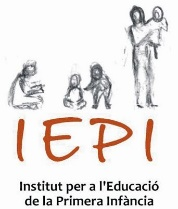 IEPI
Institut per a l'Educació
de la Primera Infància